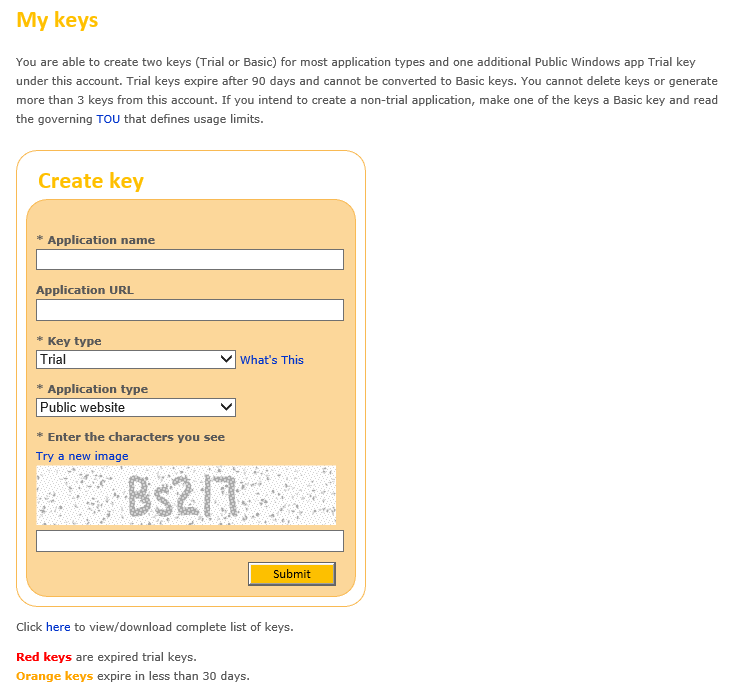 My keys
You are able to create two keys (Trial or Basic) for most application types and one additional Public Windows app Trial key
under this account. Trial keys expire after 90 days and cannot be converted to Basic keys. You cannot delete keys or generate
more than 3 keys from this account. If you intend to create a non-trial application, make one of the keys a Basic key and read
the governing TOU that defines usage limits.
Create key
* Application name
Application URL
* Key type
Trial What's This
* Application type
Public website
* Enter the characters you see
Try a new image
Submit
Click here to view/download complete list of keys.
Red keys are expired trial keys.
Orange keys expire in less than 30 days.